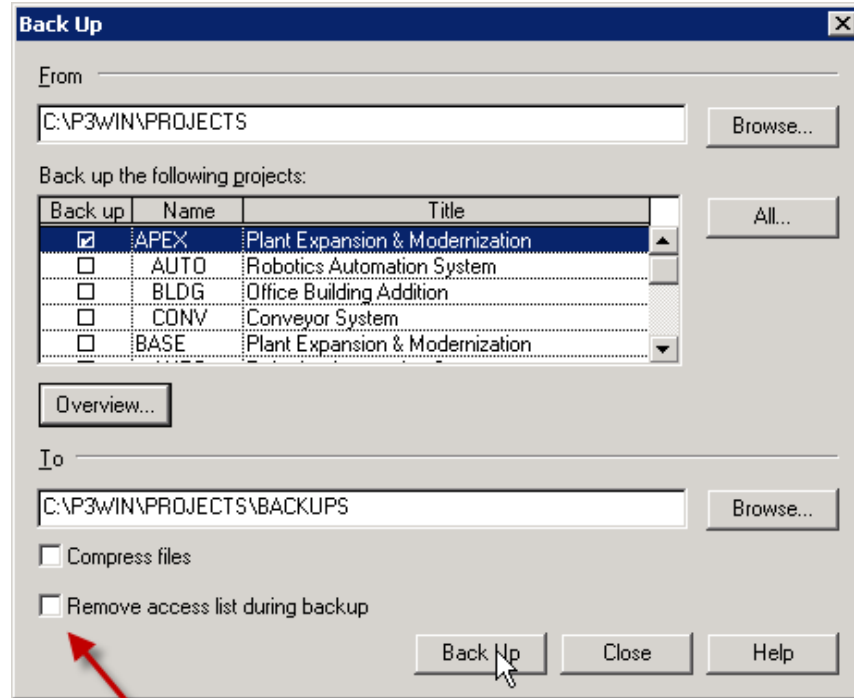 Back Up
From
C:\P3WIN\PROJECTS
Browse...
Back up the following projects:
Back up Name Title
All...
APEX Plant Expansion & Modernization
AUTO Robotics Automation System
BLDG Office Building Addition
CONV Conveyor System
BASE Plant Expansion & Modernization
Overview...
To
C:\P3WIN\PROJECTS\BACKUPS
Browse...
Compress files
Remove access list during backup
Back Up Close Help